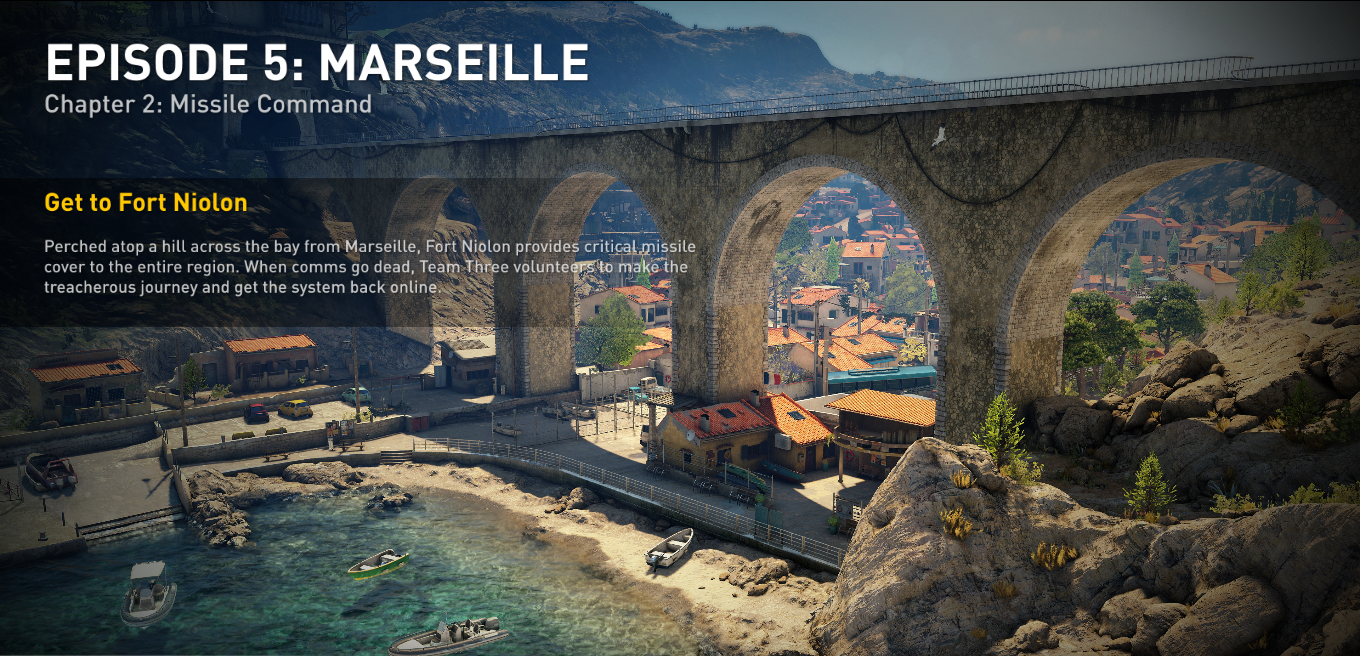 EPISODE 5: MARSEILLE
Chapter 2: Missile Command
Get to Fort Niolon
Perched atop a hill across the bay from Marseille, Fort Niolon provides critical missile
cover to the entire region. When comms go dead, Team Three volunteers to make the
treacherous journey and get the system back online.